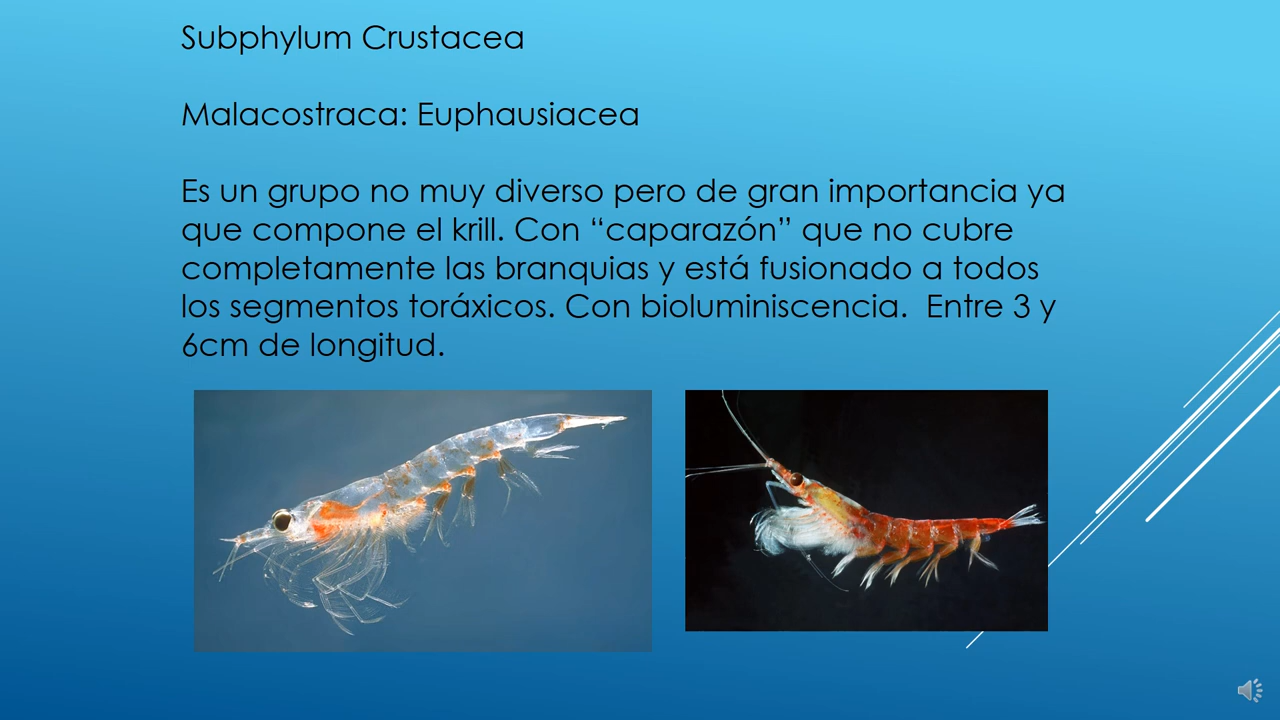 Subphylum Crustacea
Malacostraca: Euphausiacea
Es un grupo no muy diverso pero de gran importancia ya
que compone el krill. Con “caparazón” que no cubre
completamente las branquias y está fusionado a todos
los segmentos toráxicos. Con bioluminiscencia.  Entre 3 y
6cm de longitud.